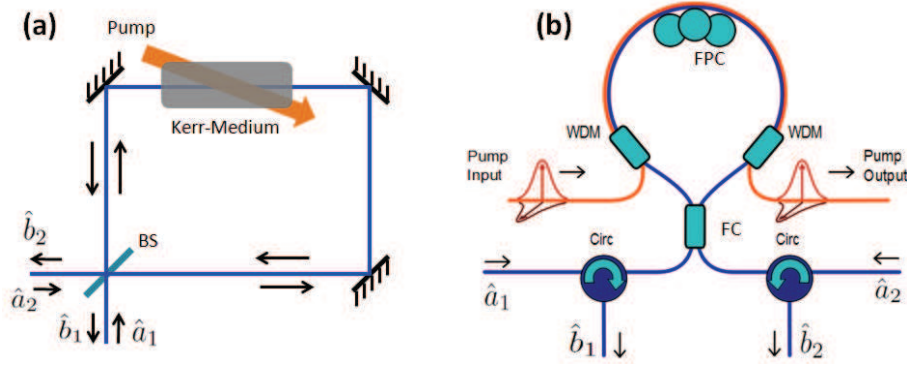 (a)
Pump
Kerr-Medium
b̂₂
BS
â₂
b̂₁
â₁
(b)
FPC
WDM
WDM
Pump
Input
Pump
Output
FC
Circ
Circ
â₁
â₂
b̂₁
b̂₂